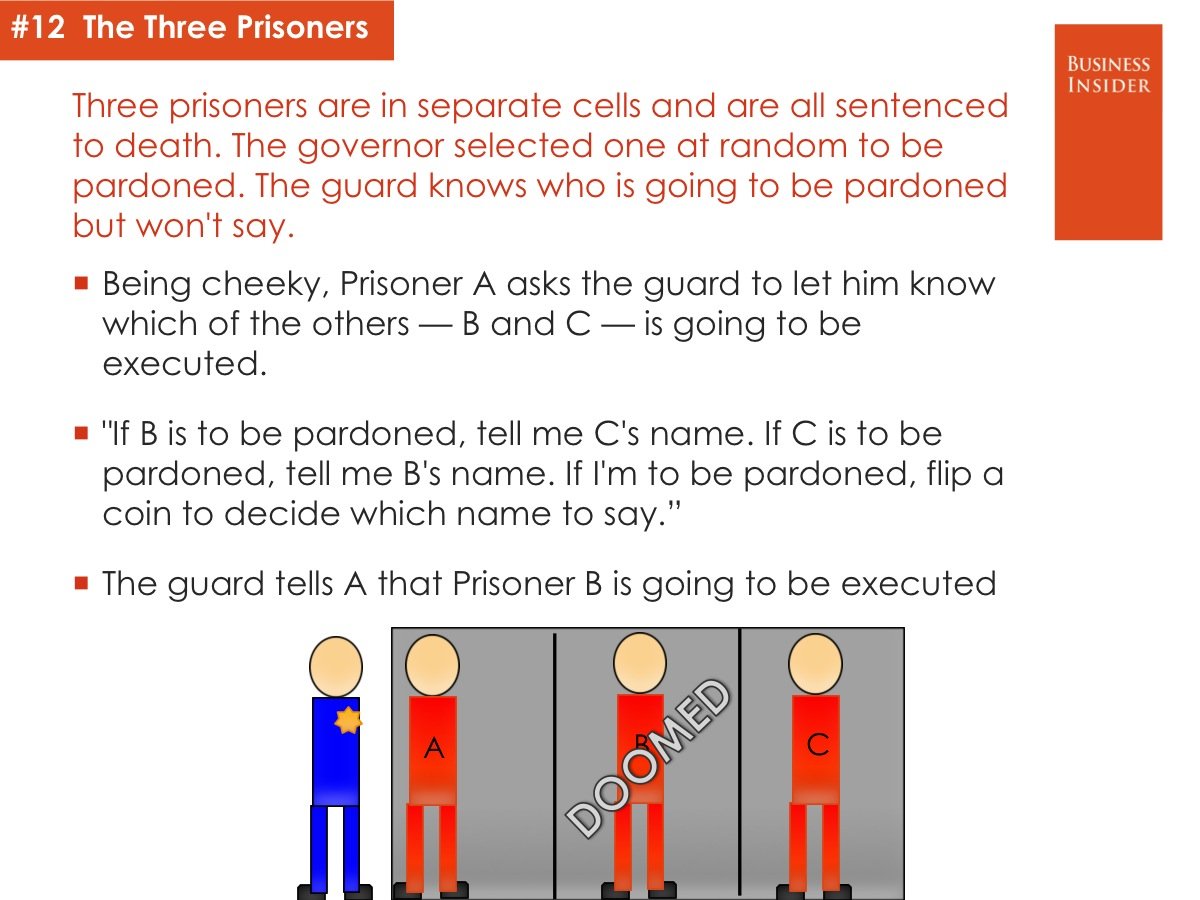 #12 The Three Prisoners
BUSINESS
INSIDER
Three prisoners are in separate cells and are all sentenced
to death. The governor selected one at random to be
pardoned. The guard knows who is going to be pardoned
but won't say.
Being cheeky, Prisoner A asks the guard to let him know
which of the others — B and C — is going to be
executed.
"If B is to be pardoned, tell me C's name. If C is to be
pardoned, tell me B's name. If I'm to be pardoned, flip a
coin to decide which name to say.”
The guard tells A that Prisoner B is going to be executed
A
B
DOOMED
C